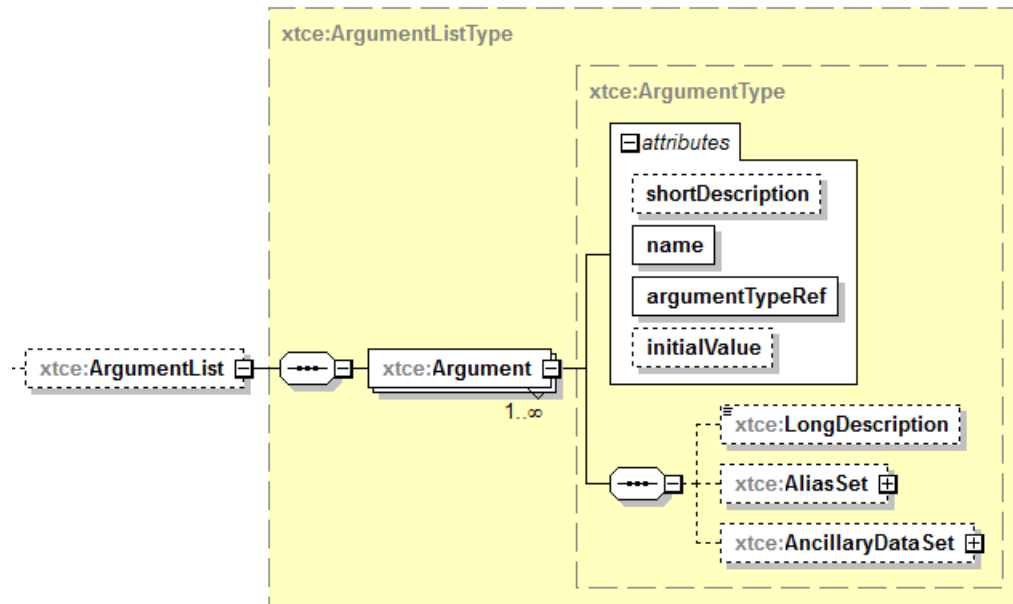 xtce:ArgumentListType
xtce:ArgumentType
attributes
shortDescription
name
argumentTypeRef
initialValue
xtce:ArgumentList
xtce:Argument
1..∞
xtce:LongDescription
xtce:AliasSet
xtce:AncillaryDataSet